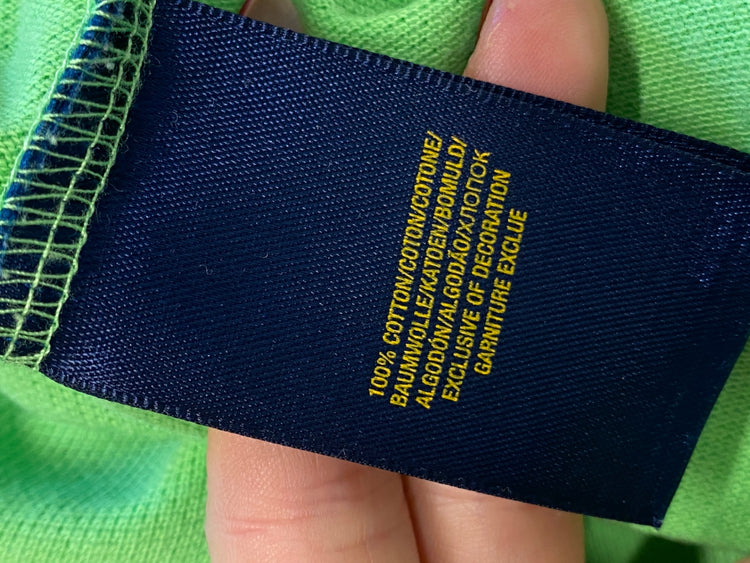 100% COTTON/COTON/COTONE/
BAUMWOLLE/KATOEN/BOMULD/
ALGODÓN/ALGODÃO/ХЛОПОК
EXCLUSIVE OF DECORATION
GARNITURE EXCLUE